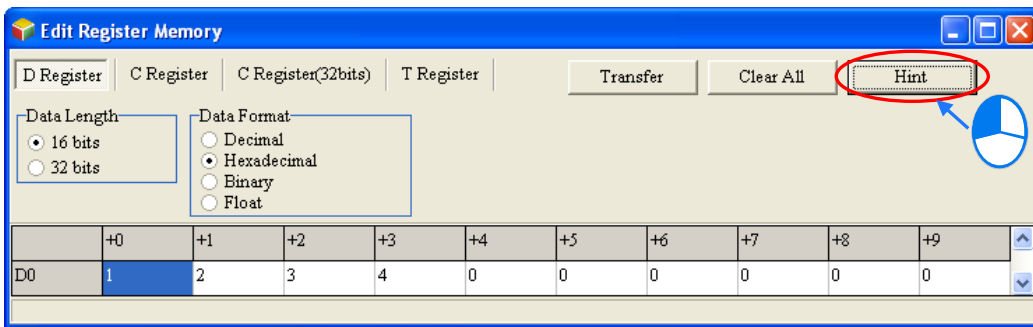 Edit Register Memory
D Register C Register C Register(32bits) T Register Transfer Clear All Hint
Data Length Data Format
16 bits Decimal
32 bits Hexadecimal
Binary
Float
+0 +1 +2 +3 +4 +5 +6 +7 +8 +9
D0 1 2 3 4 0 0 0 0 0 0